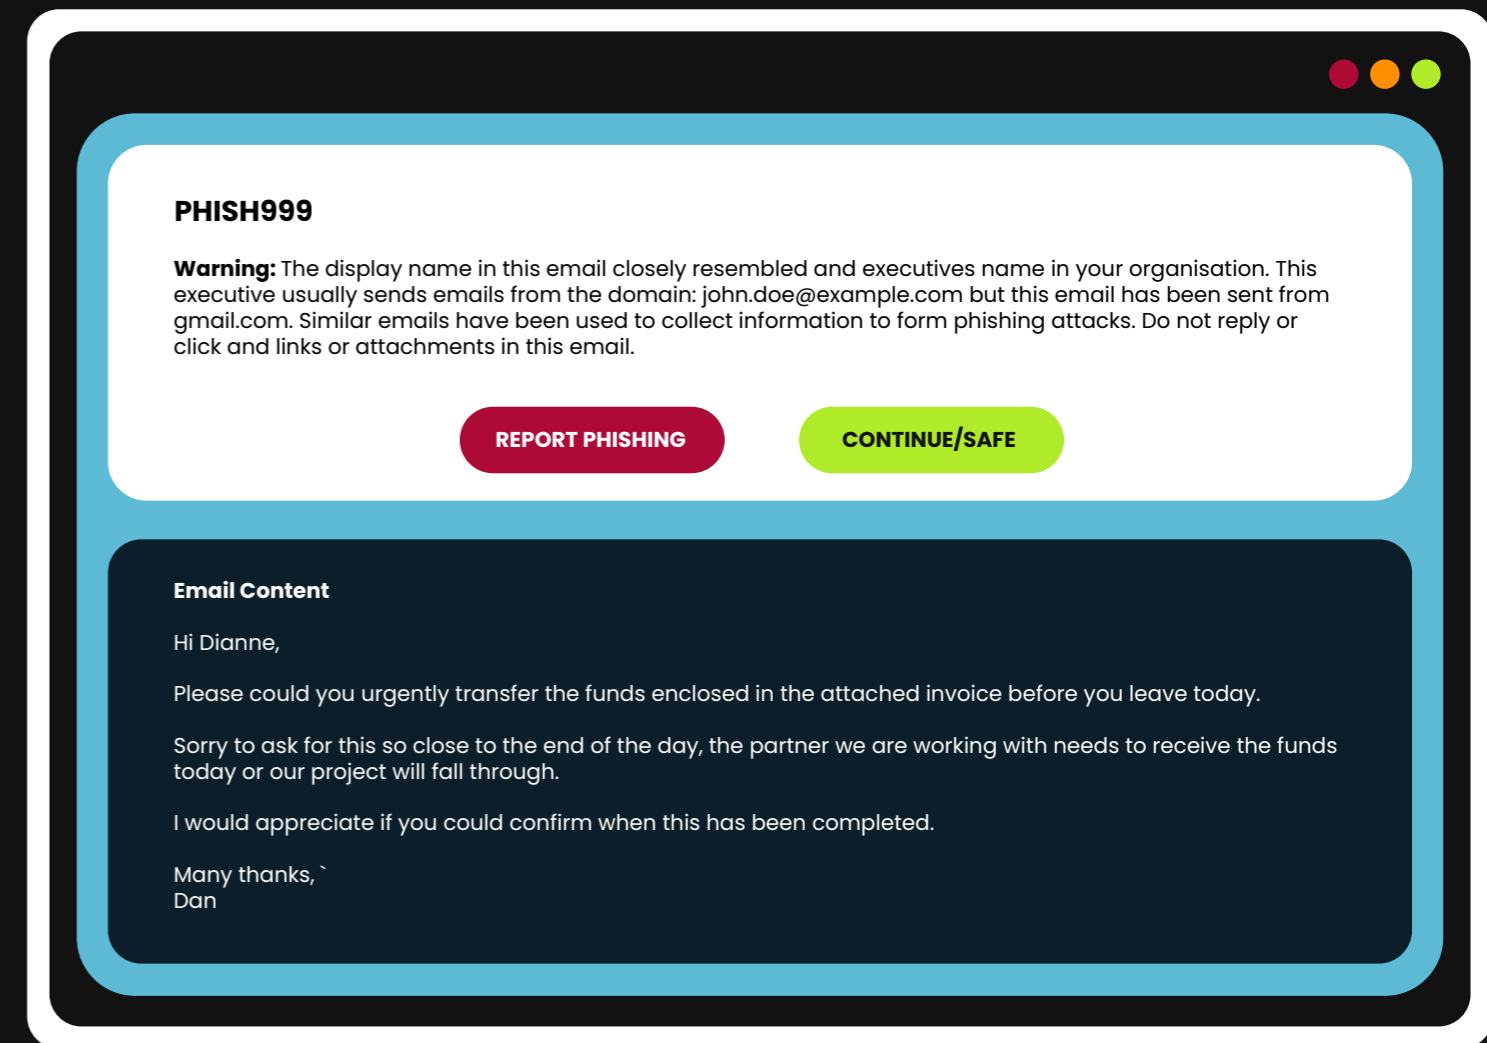 PHISH999
Warning: The display name in this email closely resembled and executives name in your organisation. This
executive usually sends emails from the domain: john.doe@example.com but this email has been sent from
gmail.com. Similar emails have been used to collect information to form phishing attacks. Do not reply or
click and links or attachments in this email.
REPORT PHISHING
CONTINUE/SAFE
Email Content
Hi Dianne,
Please could you urgently transfer the funds enclosed in the attached invoice before you leave today.
Sorry to ask for this so close to the end of the day, the partner we are working with needs to receive the funds
today or our project will fall through.
I would appreciate if you could confirm when this has been completed.
Many thanks,`
Dan